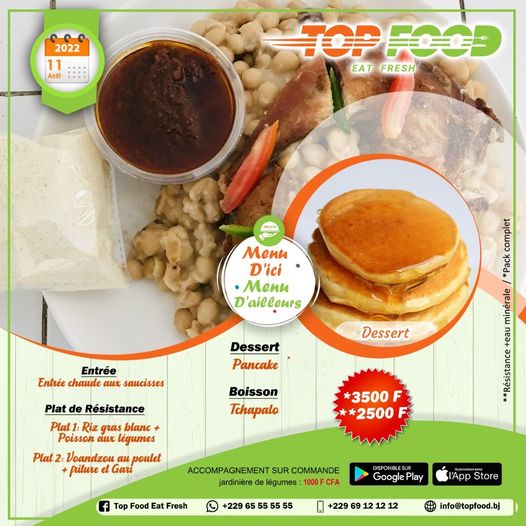 2022
11
Août
TOP FOOD
EAT FRESH
Menu
D'ici
Menu
D'ailleurs
Dessert
**Résistance +eau minérale / *Pack complet
Entrée
Entrée chaude aux saucisses
Plat de Résistance
Plat 1: Riz gras blanc +
Poisson aux légumes
Plat 2: Voandzou au poulet
+ friture et Gari
Dessert
Pancake
Boisson
Tchapalo
*3500 F
**2500 F
ACCOMPAGNEMENT SUR COMMANDE
jardinière de légumes : 1000 F CFA
DISPONIBLE SUR
Google Play
TÉLÉCHARGER DANS
L'App Store
Top Food Eat Fresh
+229 65 55 55 55
+229 69 12 12 12
info@topfood.bj